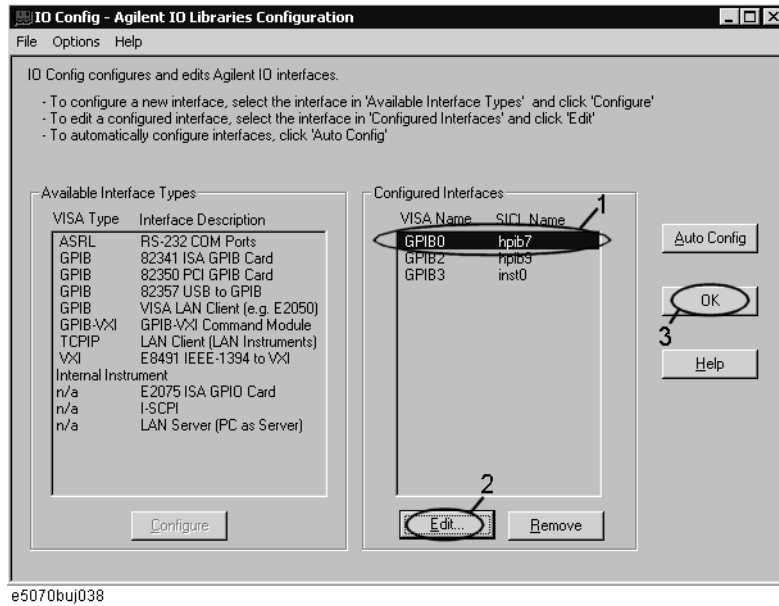 IO Config - Agilent IO Libraries Configuration
File Options Help
IO Config configures and edits Agilent IO interfaces.
- To configure a new interface, select the interface in 'Available Interface Types' and click 'Configure'
- To edit a configured interface, select the interface in 'Configured Interfaces' and click 'Edit'
- To automatically configure interfaces, click 'Auto Config'
Available Interface Types
VISA Type Interface Description
ASRL RS-232 COM Ports
GPIB 82341 ISA GPIB Card
GPIB 82350 PCI GPIB Card
GPIB 82357 USB to GPIB
GPIB VISA LAN Client (e.g. E2050)
GPIB-VXI GPIB-VXI Command Module
TCPIP LAN Client (LAN Instruments)
VXI E8491 IEEE-1394 to VXI
Internal Instrument
n/a E2075 ISA GPIO Card
n/a I-SCPI
n/a LAN Server (PC as Server)
Configure
Configured Interfaces
1
VISA Name SICL Name
GPIB0 hpib7
GPIB2 hpib9
GPIB3 inst0
2
Edit... Remove
Auto Config
OK
3
Help
e5070buj038